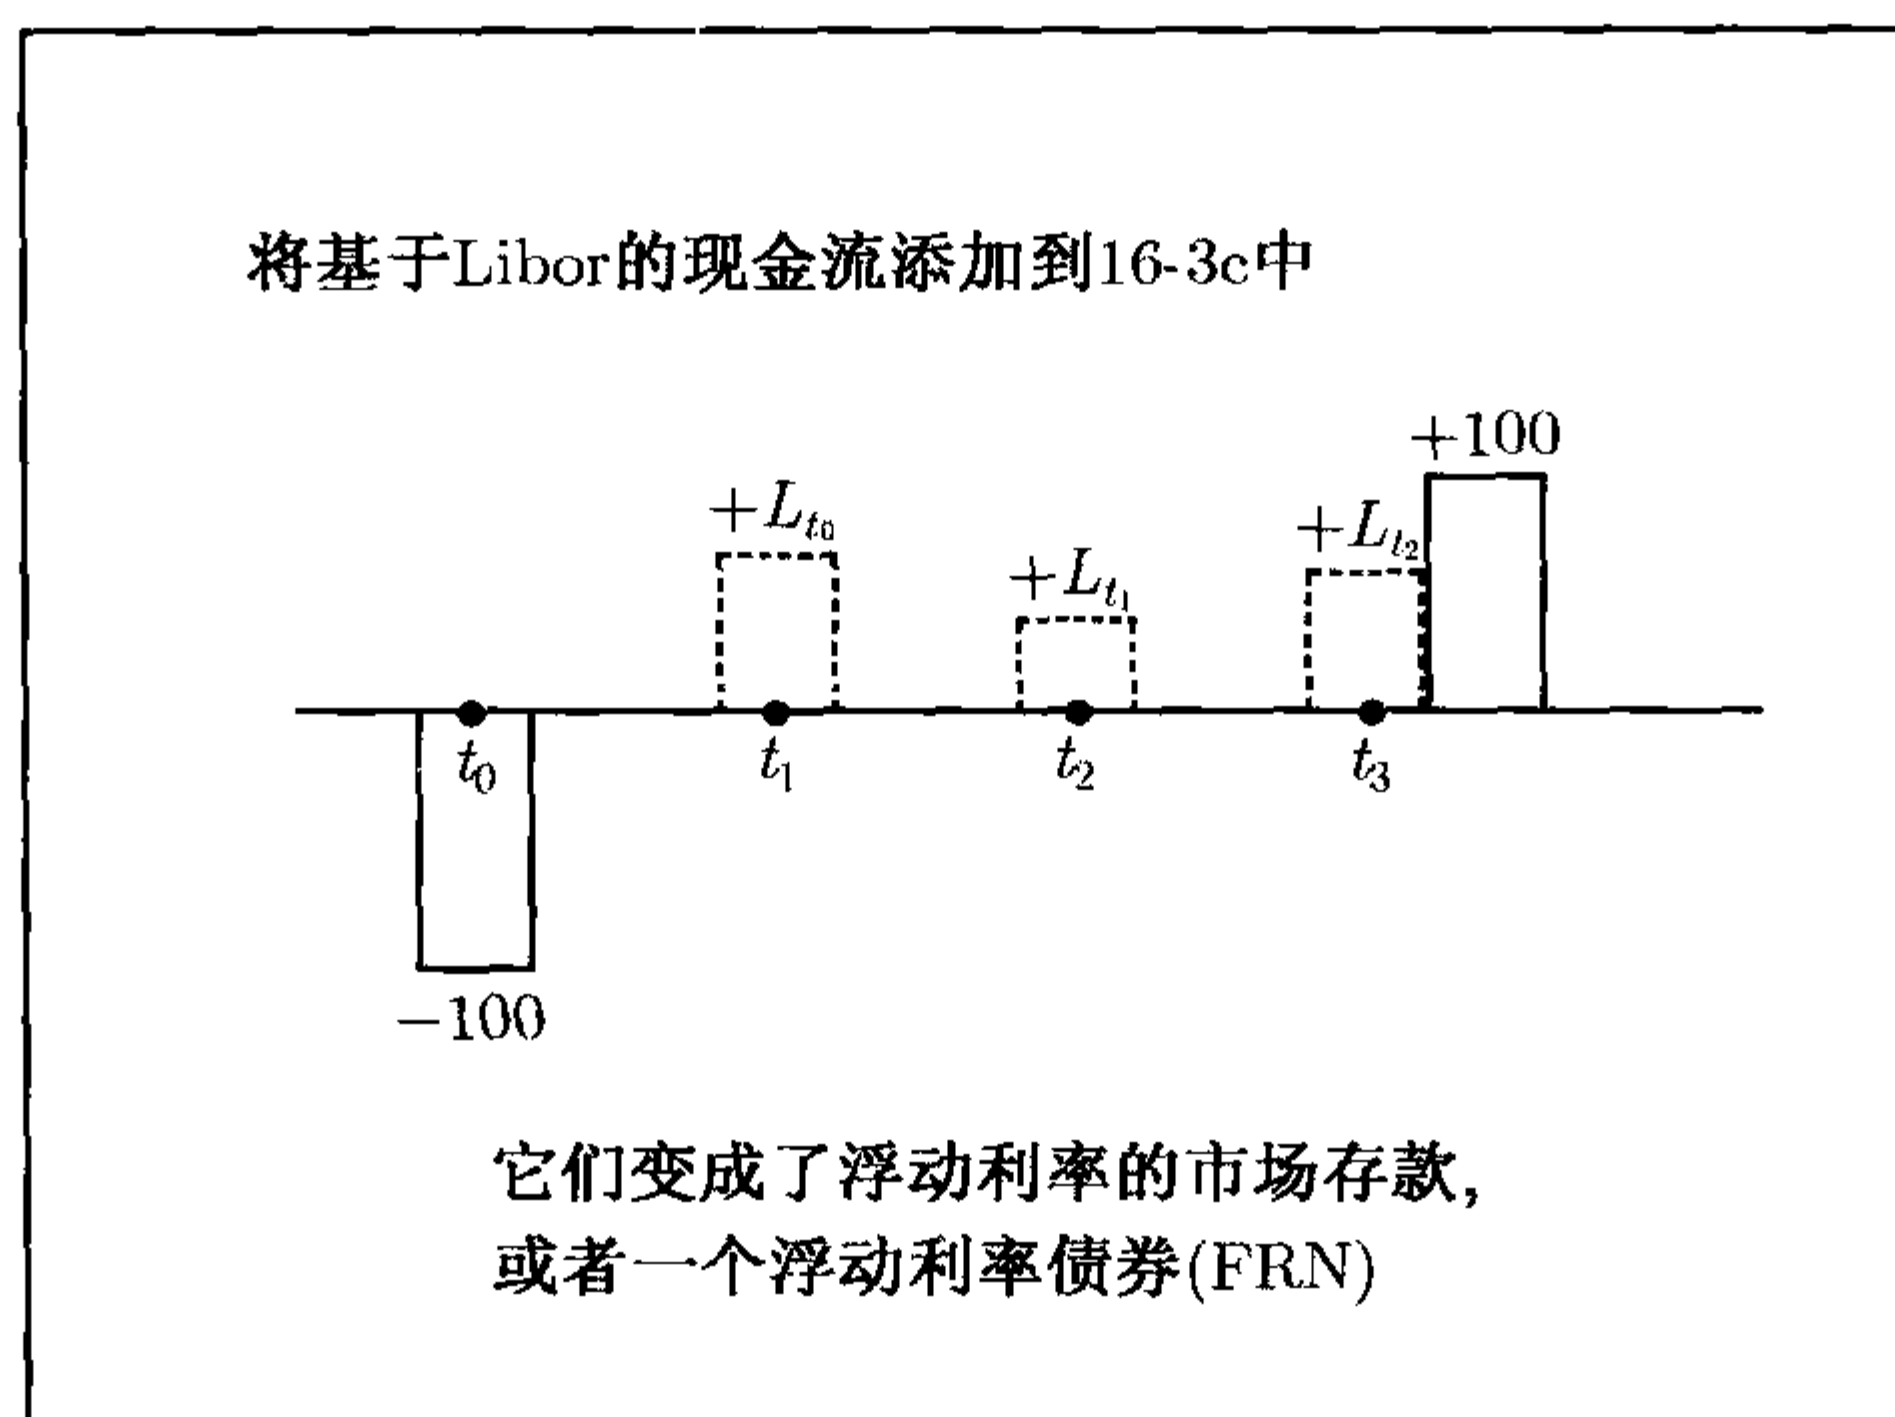 将基于Libor的现金流添加到16-3c中
+100
+L_{t_0}
+L_{t_2}
+L_{t_1}
t_0
t_1
t_2
t_3
−100
它们变成了浮动利率的市场存款,
或者一个浮动利率债券(FRN)